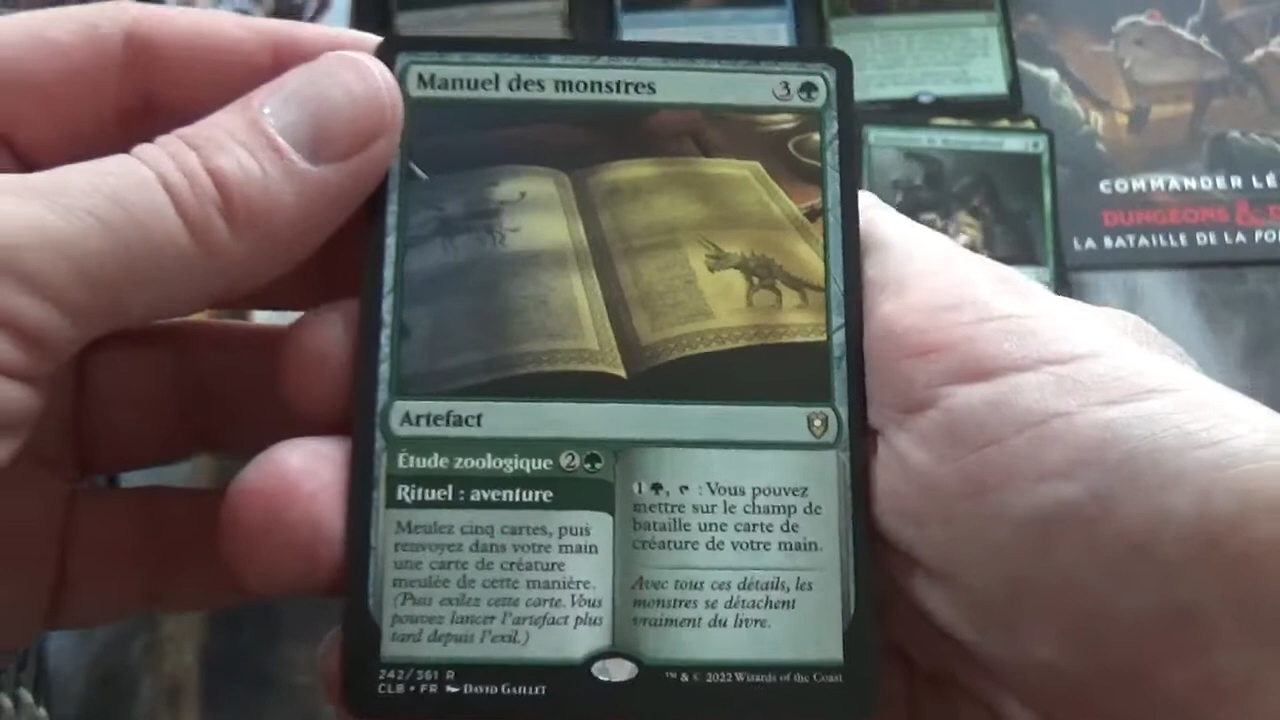 Manuel des monstres 3
COMMANDER LÉ
DUNGEONS & D
LA BATAILLE DE LA PO
Artefact
Étude zoologique 2
Rituel : aventure
Meulez cinq cartes, puis
renvoyez dans votre main
une carte de créature
meulée de cette manière.
(Puis exilez cette carte. Vous
pouvez lancer l'artefact plus
tard depuis l'exil.)
1 , : Vous pouvez
mettre sur le champ de
bataille une carte de
créature de votre main.
Avec tous ces détails, les
monstres se détachent
vraiment du livre.
242/361 R
CLB • FR DAVID GAILLET
™ & © 2022 Wizards of the Coast